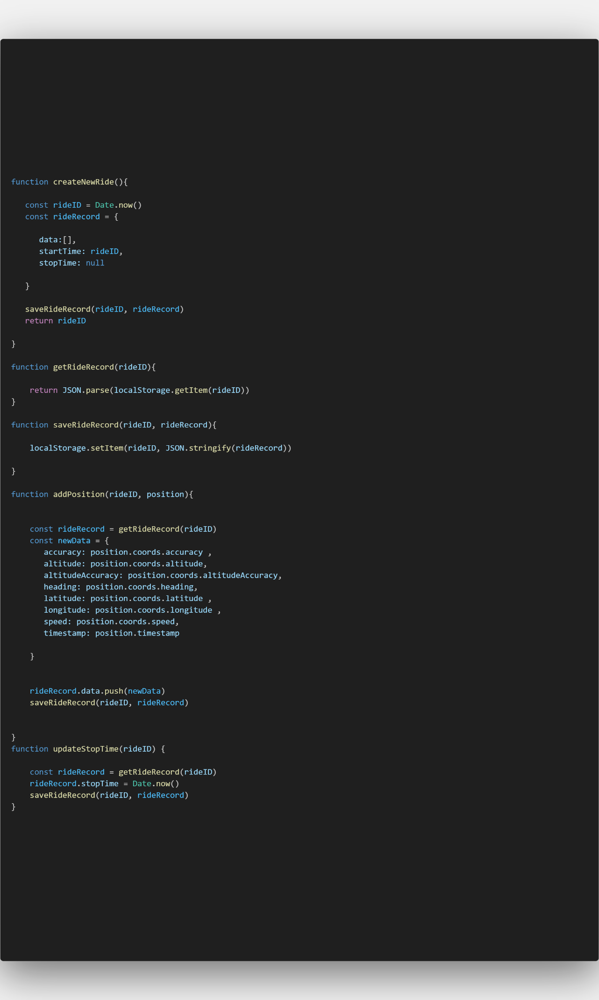 function createNewRide(){
const rideID = Date.now()
const rideRecord = {
data:[],
startTime: rideID,
stopTime: null
}
saveRideRecord(rideID, rideRecord)
return rideID
}
function getRideRecord(rideID){
return JSON.parse(localStorage.getItem(rideID))
}
function saveRideRecord(rideID, rideRecord){
localStorage.setItem(rideID, JSON.stringify(rideRecord))
}
function addPosition(rideID, position){
const rideRecord = getRideRecord(rideID)
const newData = {
accuracy: position.coords.accuracy ,
altitude: position.coords.altitude,
altitudeAccuracy: position.coords.altitudeAccuracy,
heading: position.coords.heading,
latitude: position.coords.latitude ,
longitude: position.coords.longitude ,
speed: position.coords.speed,
timestamp: position.timestamp
}
rideRecord.data.push(newData)
saveRideRecord(rideID, rideRecord)
}
function updateStopTime(rideID) {
const rideRecord = getRideRecord(rideID)
rideRecord.stopTime = Date.now()
saveRideRecord(rideID, rideRecord)
}